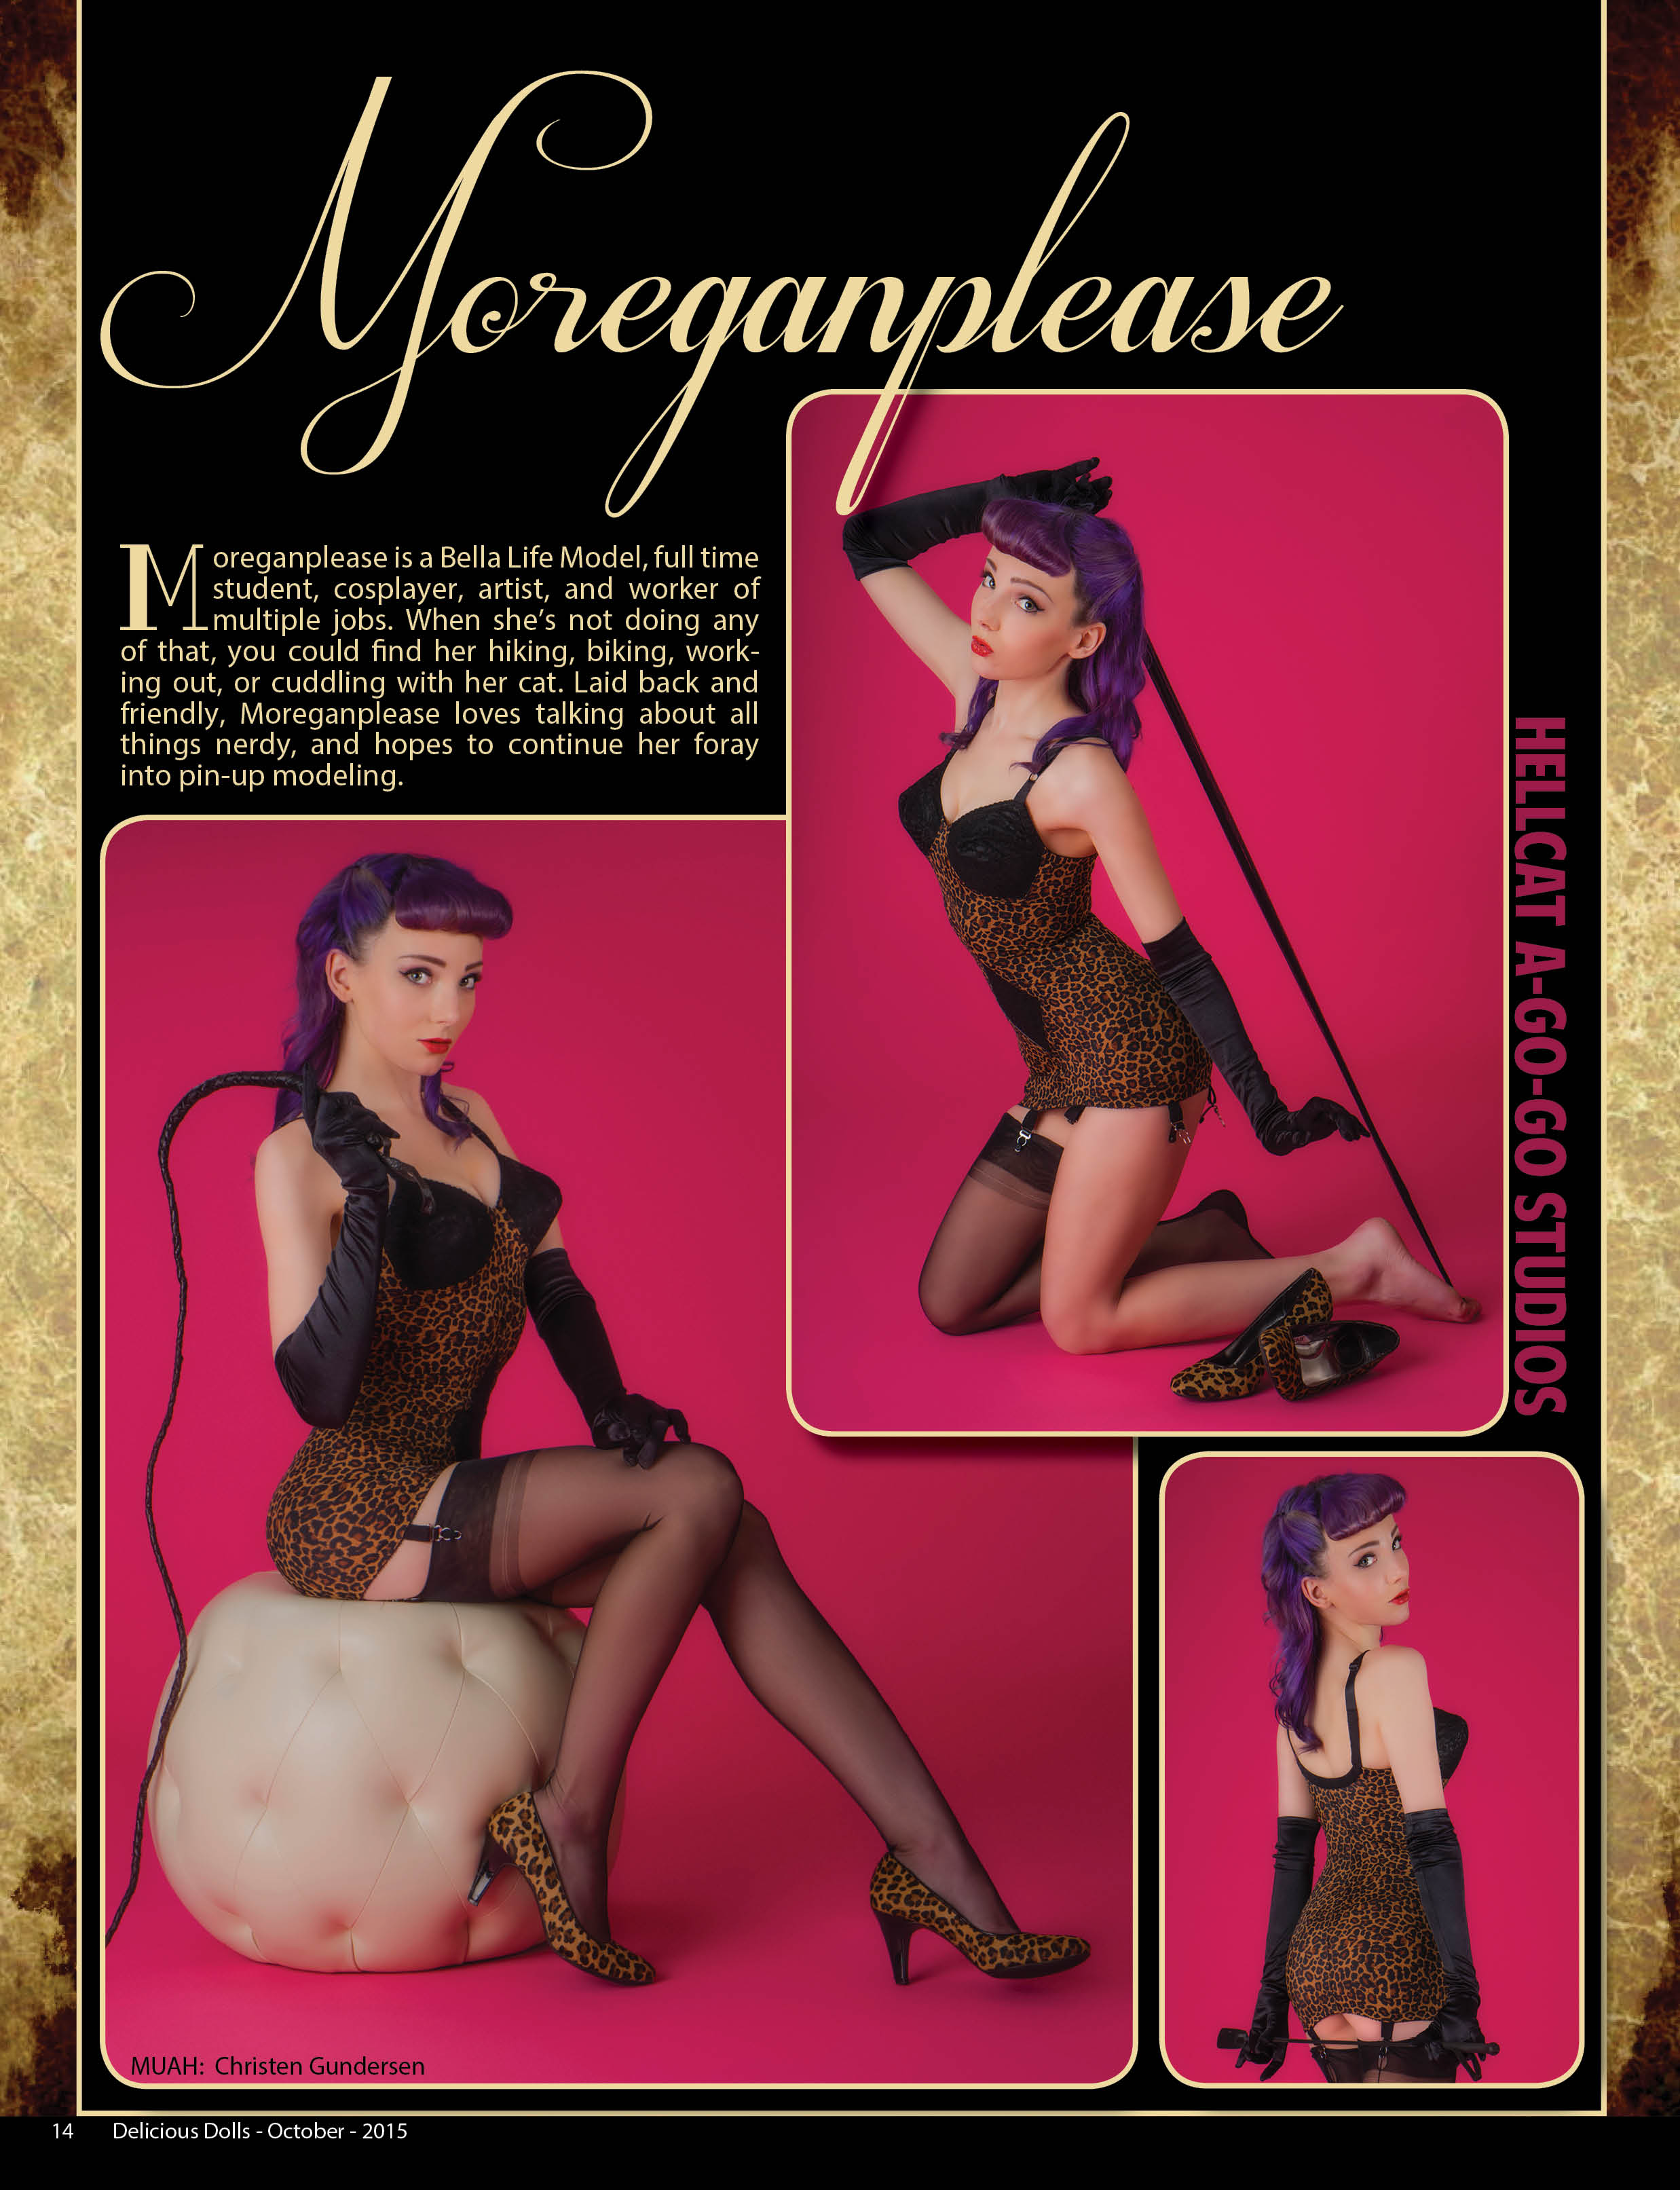 Moreganplease
Moreganplease is a Bella Life Model, full time
student, cosplayer, artist, and worker of
multiple jobs. When she's not doing any
of that, you could find her hiking, biking, work-
ing out, or cuddling with her cat. Laid back and
friendly, Moreganplease loves talking about all
things nerdy, and hopes to continue her foray
into pin-up modeling.
HELLCAT A-GO-GO STUDIOS
MUAH: Christen Gundersen
14 Delicious Dolls - October - 2015